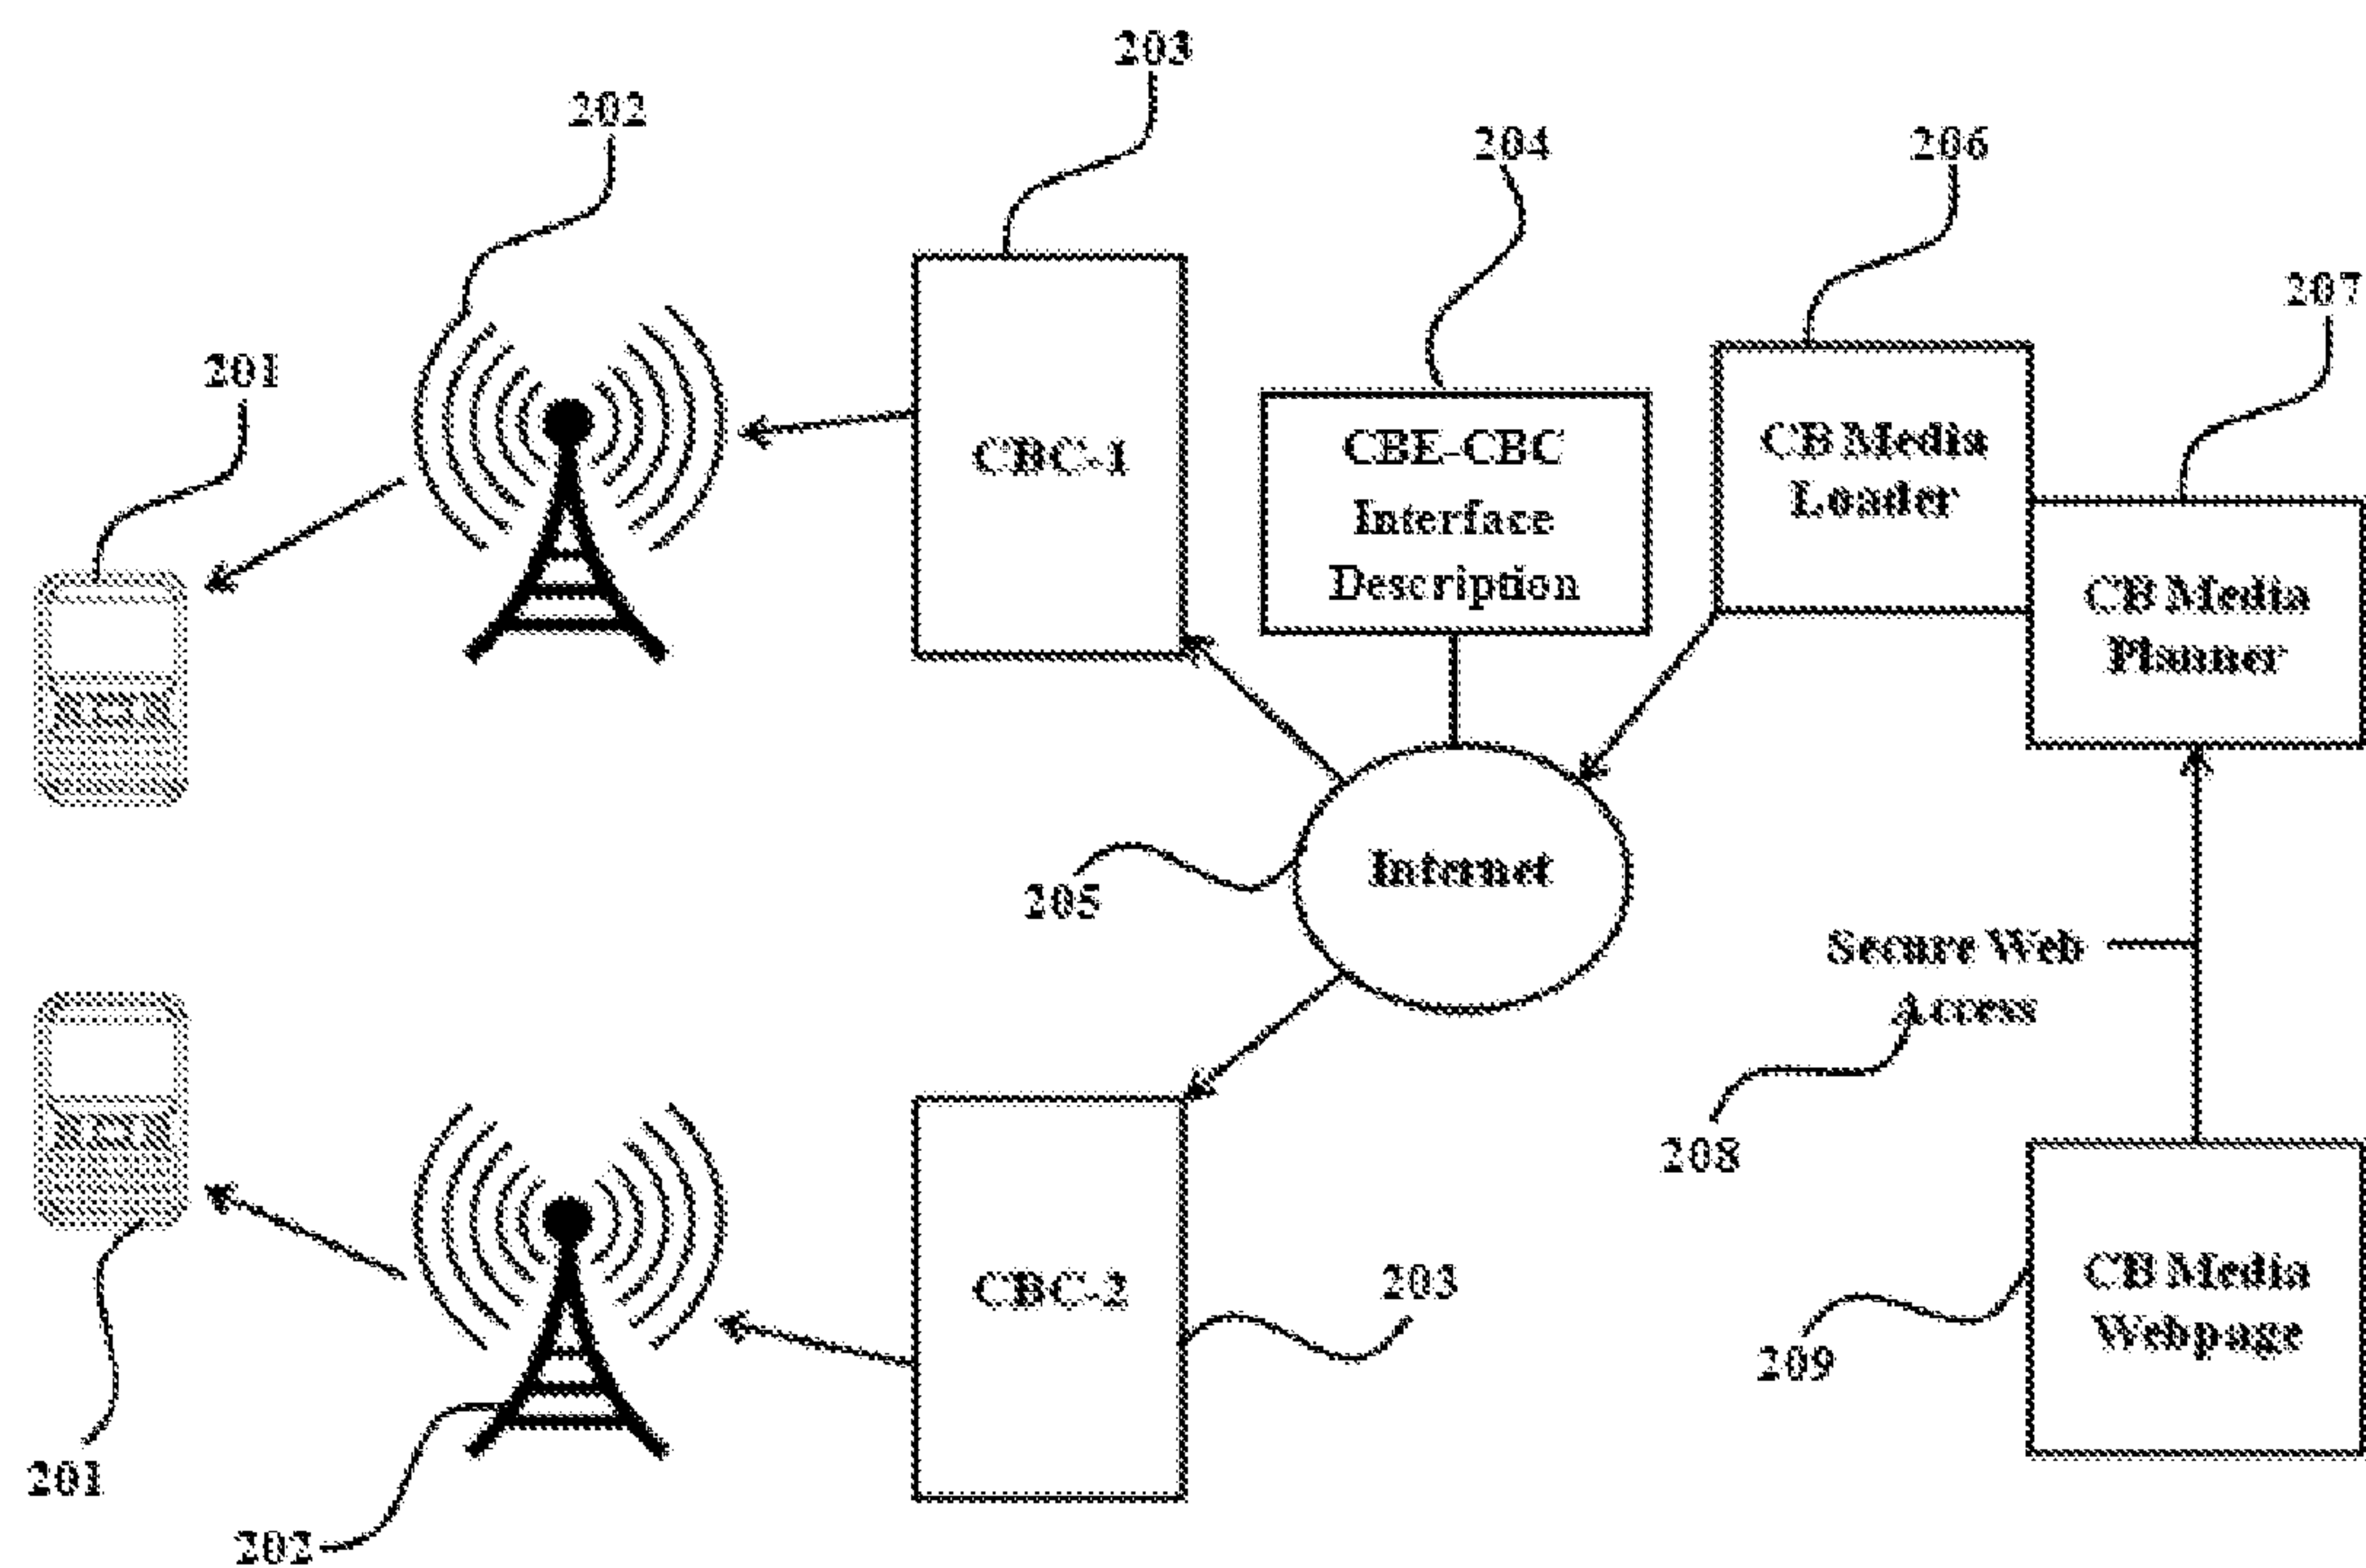 203
202
204
206
207
201
CBC-1
CBE-CBC
Interface
Description
CB Media
Loader
CB Media
Planner
205
Internet
Secure Web
Access
208
CBC-2
203
CB Media
Webpage
209
201
202